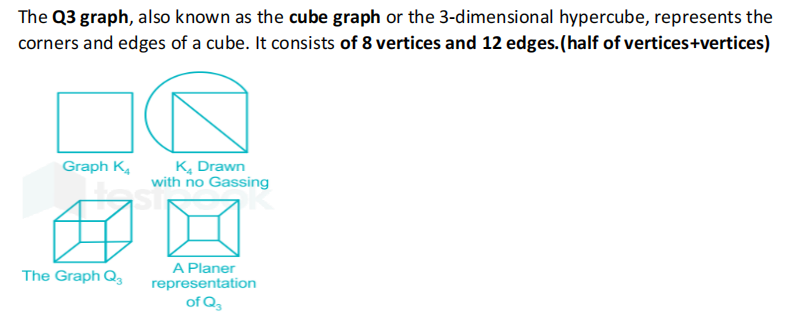 The Q3 graph, also known as the cube graph or the 3-dimensional hypercube, represents the
corners and edges of a cube. It consists of 8 vertices and 12 edges.(half of vertices+vertices)
Graph K₄
K₄ Drawn
with no Gassing
testbook
The Graph Q₃
A Planer
representation
of Q₃